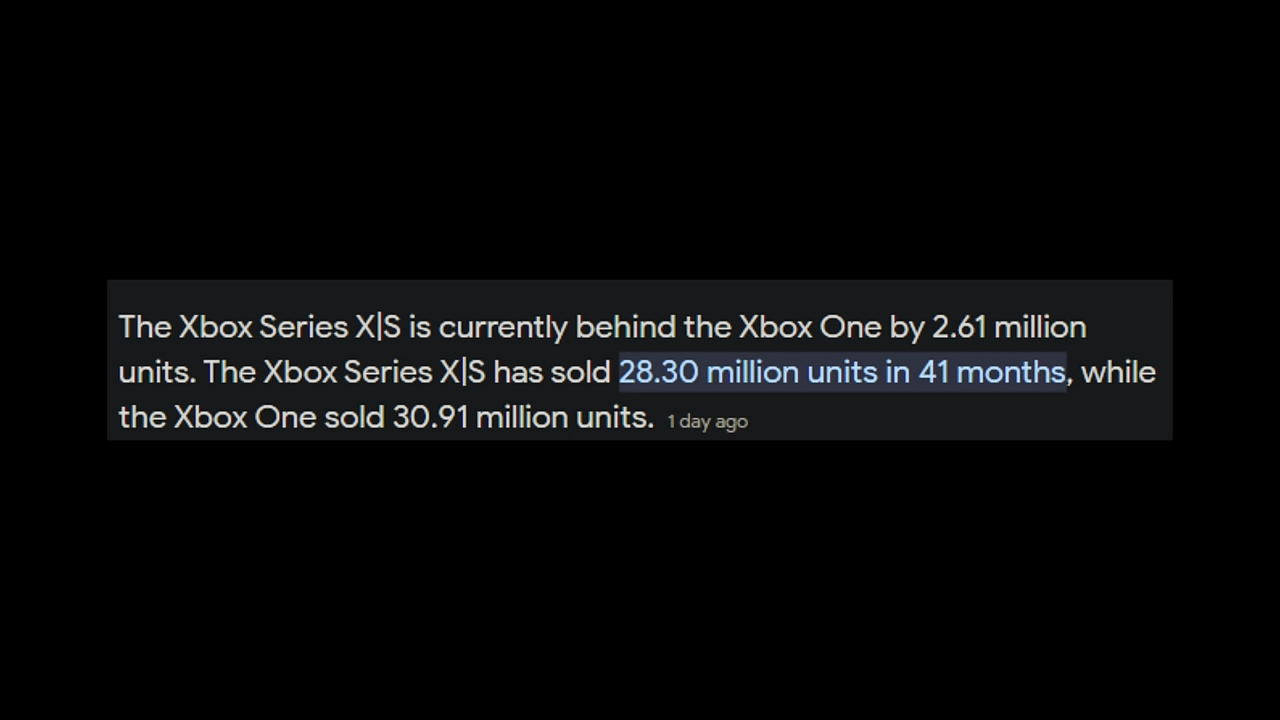 The Xbox Series X|S is currently behind the Xbox One by 2.61 million
units. The Xbox Series X|S has sold 28.30 million units in 41 months, while
the Xbox One sold 30.91 million units. 1 day ago